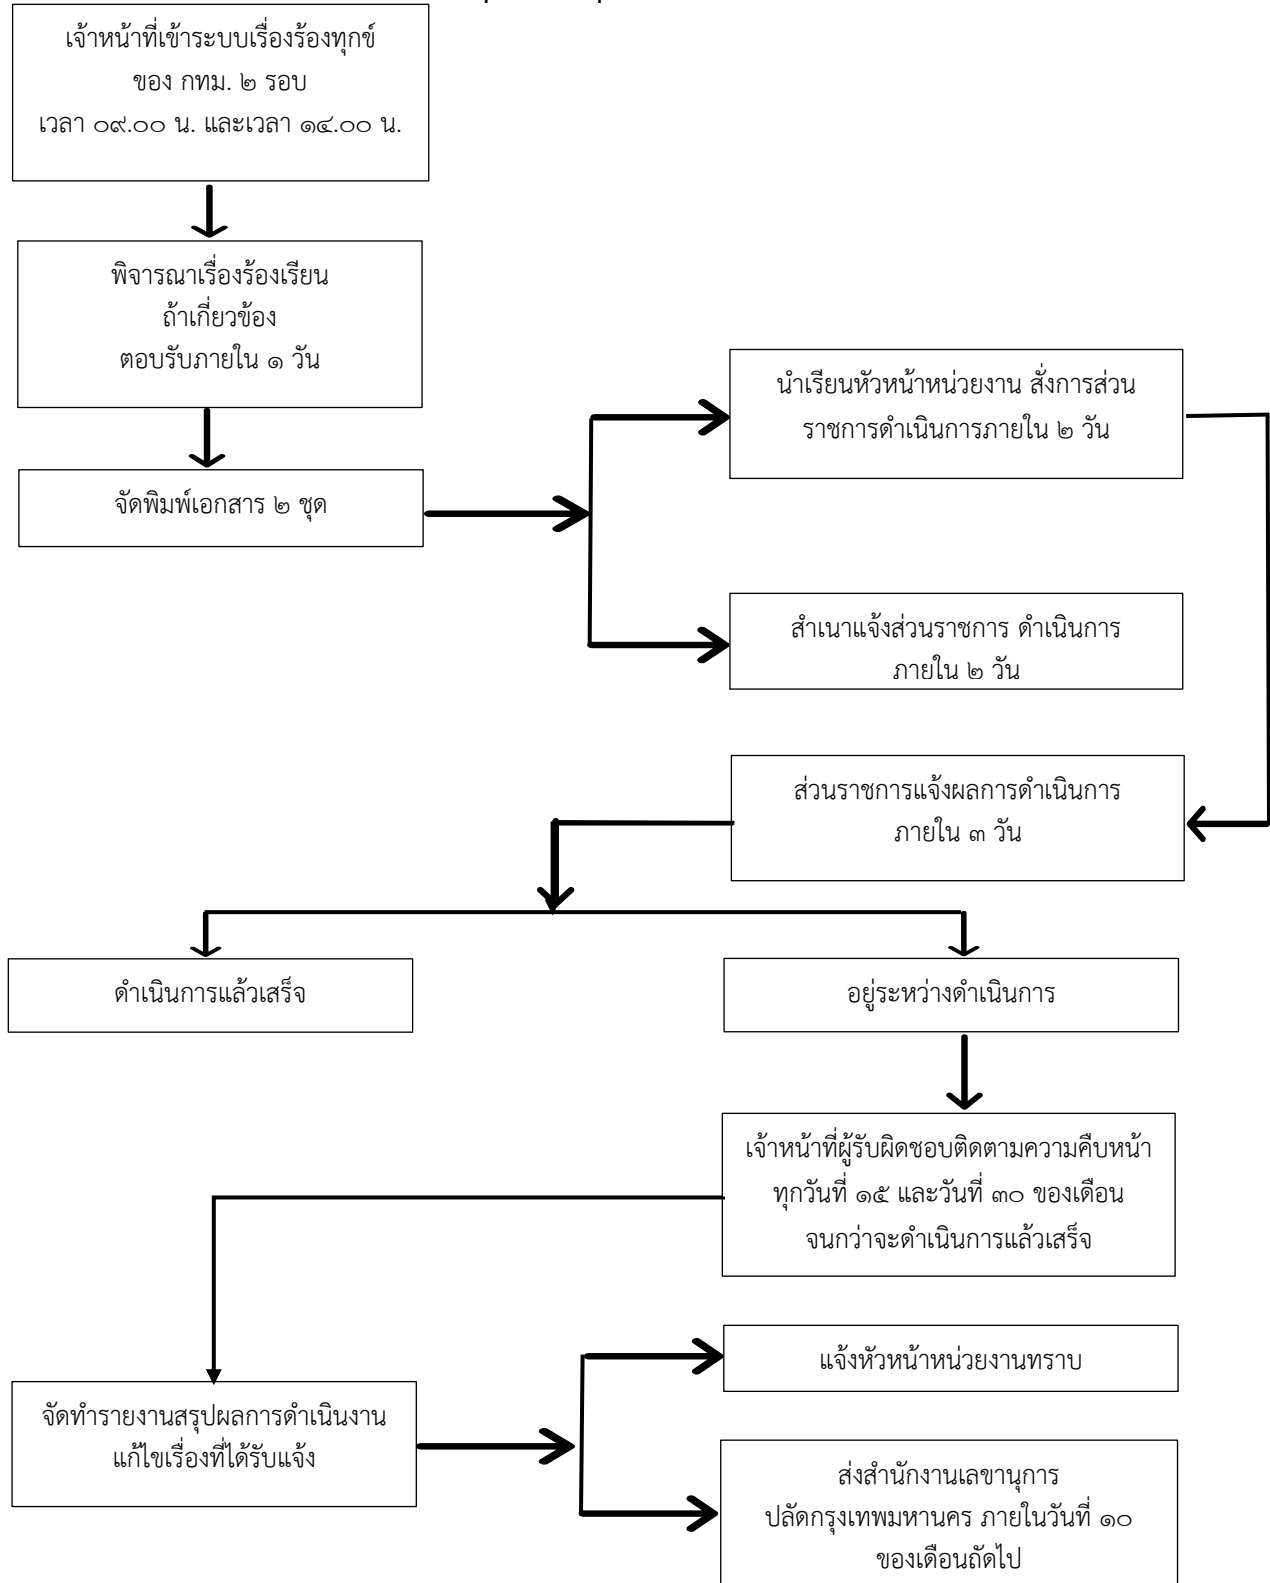 เจ้าหน้าที่เข้าระบบเรื่องร้องทุกข์
ของ กทม. ๒ รอบ
เวลา ๐๙.๐๐ น. และเวลา ๑๔.๐๐ น.
พิจารณาเรื่องร้องเรียน
ถ้าเกี่ยวข้อง
ตอบรับภายใน ๑ วัน
จัดพิมพ์เอกสาร ๒ ชุด
นำเรียนหัวหน้าหน่วยงาน สั่งการส่วน
ราชการดำเนินการภายใน ๒ วัน
สำเนาแจ้งส่วนราชการ ดำเนินการ
ภายใน ๒ วัน
ส่วนราชการแจ้งผลการดำเนินการ
ภายใน ๓ วัน
ดำเนินการแล้วเสร็จ
อยู่ระหว่างดำเนินการ
เจ้าหน้าที่ผู้รับผิดชอบติดตามความคืบหน้า
ทุกวันที่ ๑๕ และวันที่ ๓๐ ของเดือน
จนกว่าจะดำเนินการแล้วเสร็จ
จัดทำรายงานสรุปผลการดำเนินงาน
แก้ไขเรื่องที่ได้รับแจ้ง
แจ้งหัวหน้าหน่วยงานทราบ
ส่งสำนักงานเลขานุการ
ปลัดกรุงเทพมหานคร ภายในวันที่ ๑๐
ของเดือนถัดไป